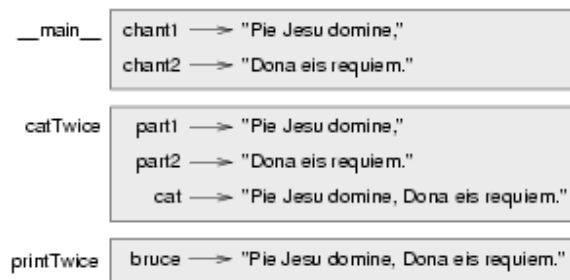 __main__ chant1 "Pie Jesu domine,"
chant2 "Dona eis requiem."
catTwice part1 "Pie Jesu domine,"
part2 "Dona eis requiem."
cat "Pie Jesu domine, Dona eis requiem."
printTwice bruce "Pie Jesu domine, Dona eis requiem."